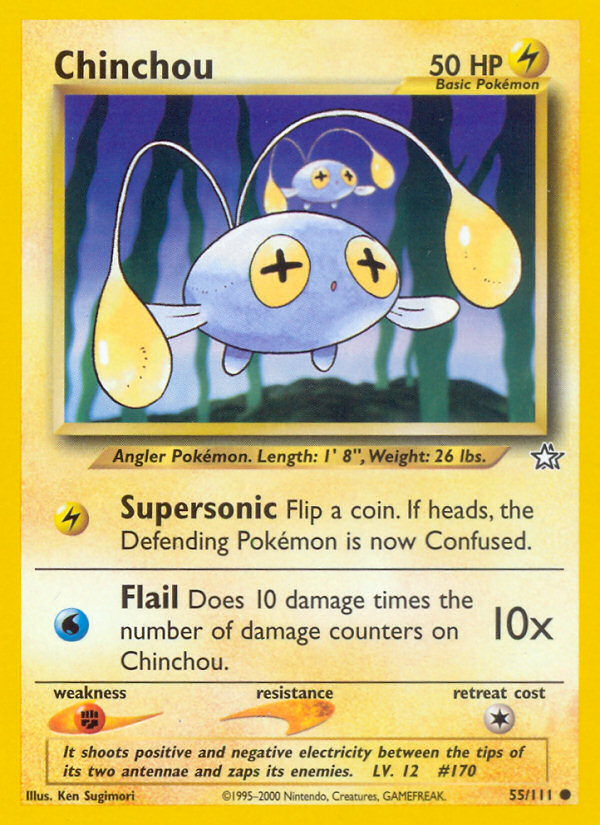 Chinchou
50 HP
Basic Pokémon
Angler Pokémon. Length: 1' 8", Weight: 26 lbs.
Supersonic Flip a coin. If heads, the
Defending Pokémon is now Confused.
Flail Does 10 damage times the
number of damage counters on
Chinchou.
10x
weakness
resistance
retreat cost
It shoots positive and negative electricity between the tips of
its two antennae and zaps its enemies. LV. 12 #170
Illus. Ken Sugimori
©1995-2000 Nintendo, Creatures, GAMEFREAK.
55/111